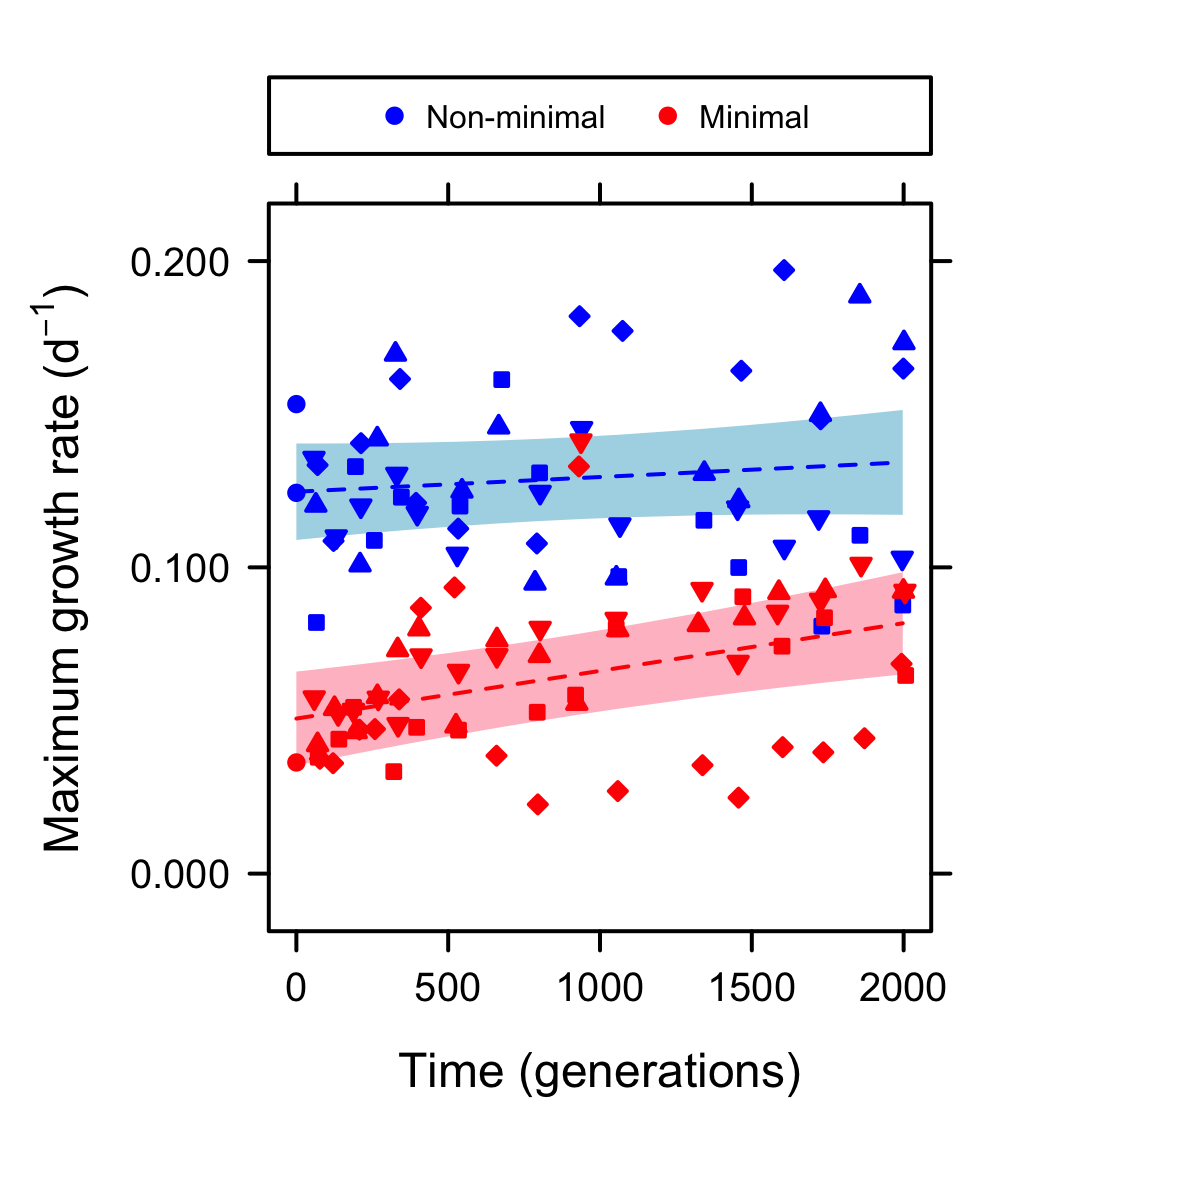 Non-minimal Minimal
Maximum growth rate (d⁻¹)
0.200
0.100
0.000
0 500 1000 1500 2000
Time (generations)